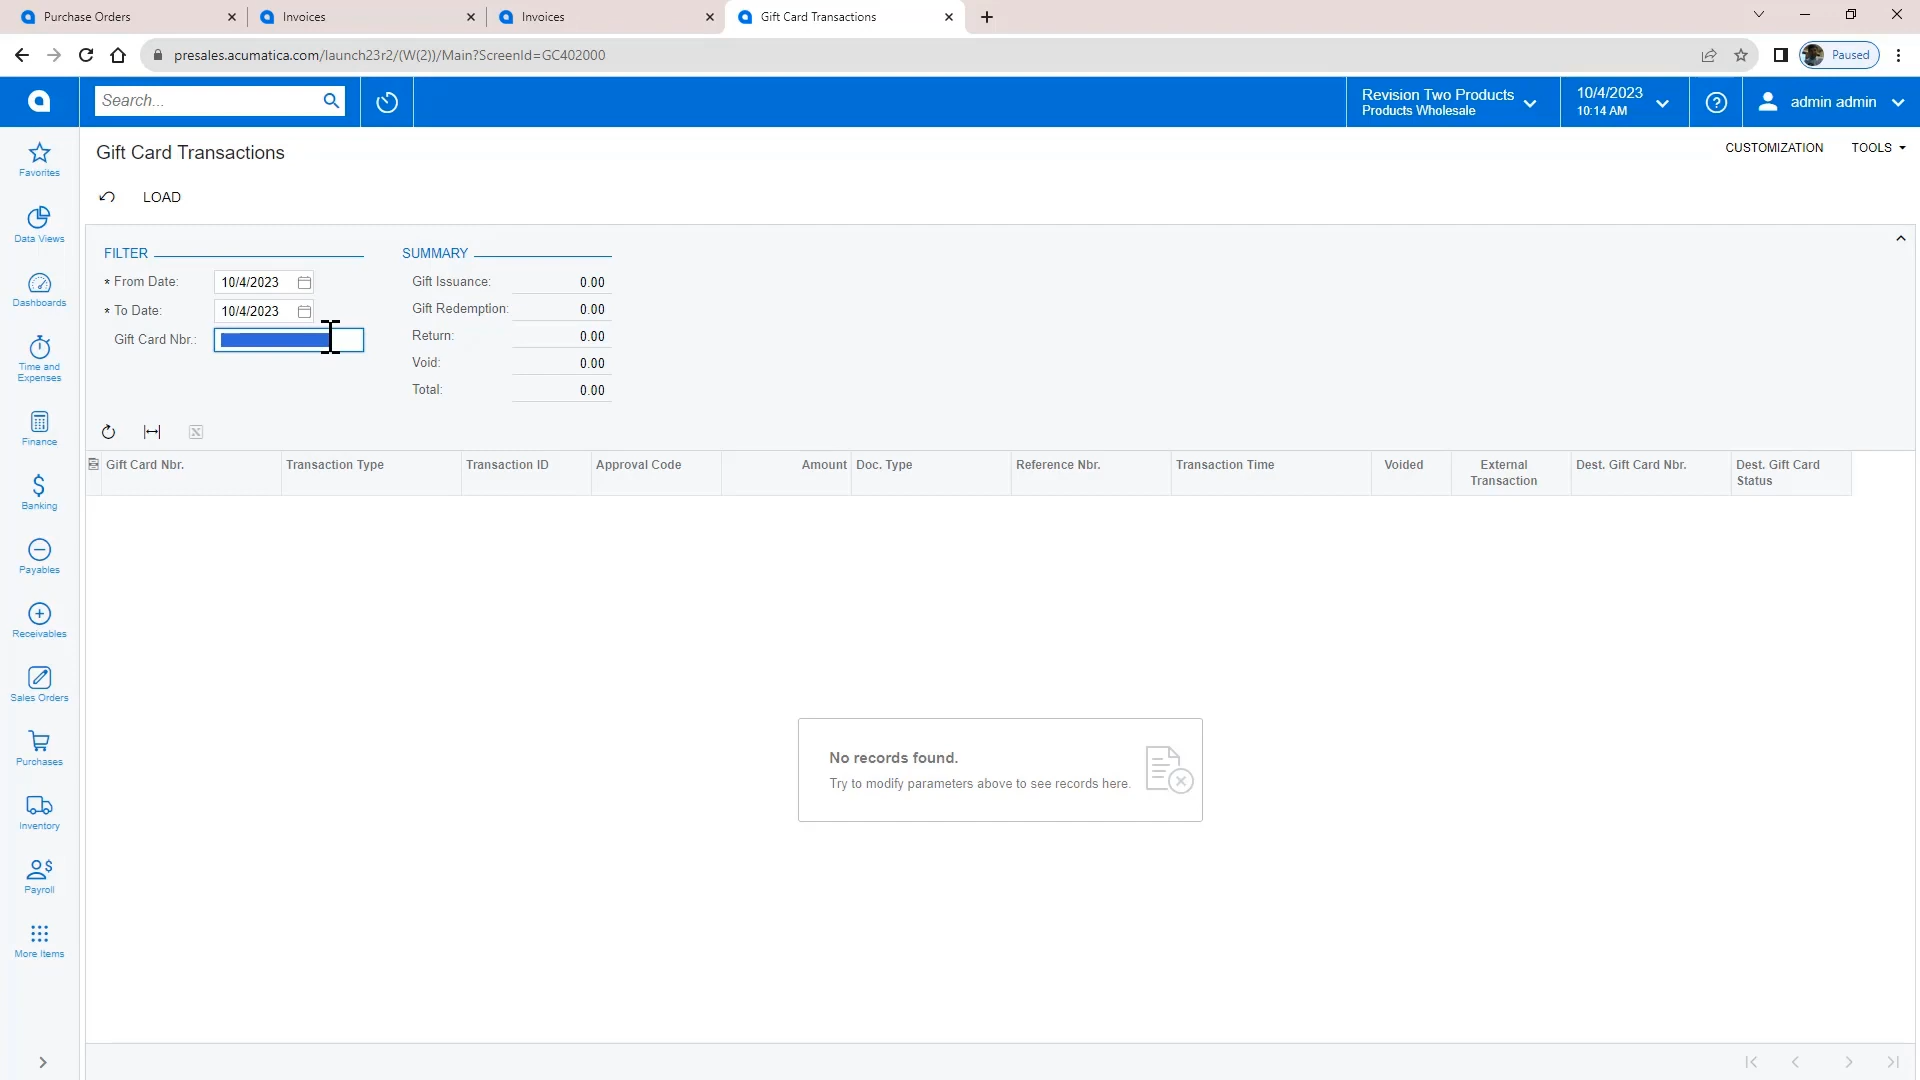 Purchase Orders
Invoices
Invoices
Gift Card Transactions
presales.acumatica.com/launch23r2/(W(2))/Main?ScreenId=GC402000
Paused
Search...
Revision Two Products
Products Wholesale
10/4/2023
10:14 AM
admin admin
Favorites
Data Views
Dashboards
Time and
Expenses
Finance
Banking
Payables
Receivables
Sales Orders
Purchases
Inventory
Payroll
More Items
Gift Card Transactions
CUSTOMIZATION
TOOLS
LOAD
FILTER
* From Date: 10/4/2023
* To Date: 10/4/2023
Gift Card Nbr.:
SUMMARY
Gift Issuance: 0.00
Gift Redemption: 0.00
Return: 0.00
Void: 0.00
Total: 0.00
Gift Card Nbr.
Transaction Type
Transaction ID
Approval Code
Amount
Doc. Type
Reference Nbr.
Transaction Time
Voided
External
Transaction
Dest. Gift Card Nbr.
Dest. Gift Card
Status
No records found.
Try to modify parameters above to see records here.